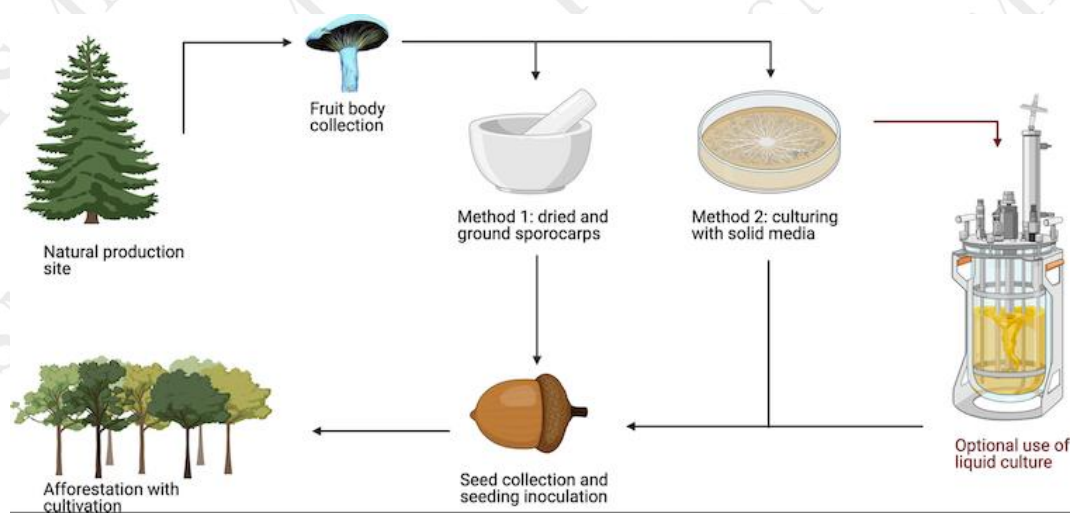 Fruit body
collection
Method 1: dried and
ground sporocarps
Method 2: culturing
with solid media
Natural production
site
Optional use of
liquid culture
Seed collection and
seeding inoculation
Afforestation with
cultivation